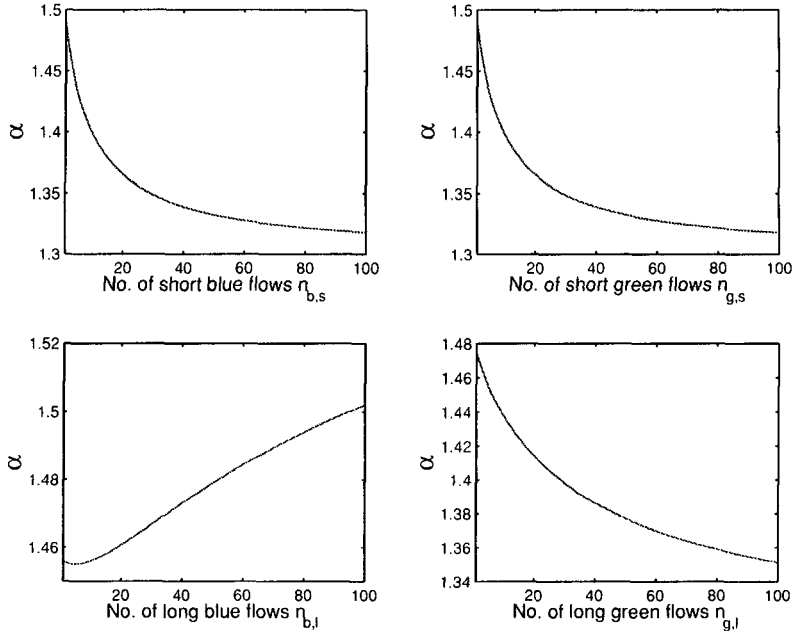 1.5
1.45
1.4
1.35
1.3
α
20 40 60 80 100
No. of short blue flows n_b,s
1.5
1.45
1.4
1.35
1.3
α
20 40 60 80 100
No. of short green flows n_g,s
1.52
1.5
1.48
1.46
α
20 40 60 80 100
No. of long blue flows n_b,l
1.48
1.46
1.44
1.42
1.4
1.38
1.36
1.34
α
20 40 60 80 100
No. of long green flows n_g,l